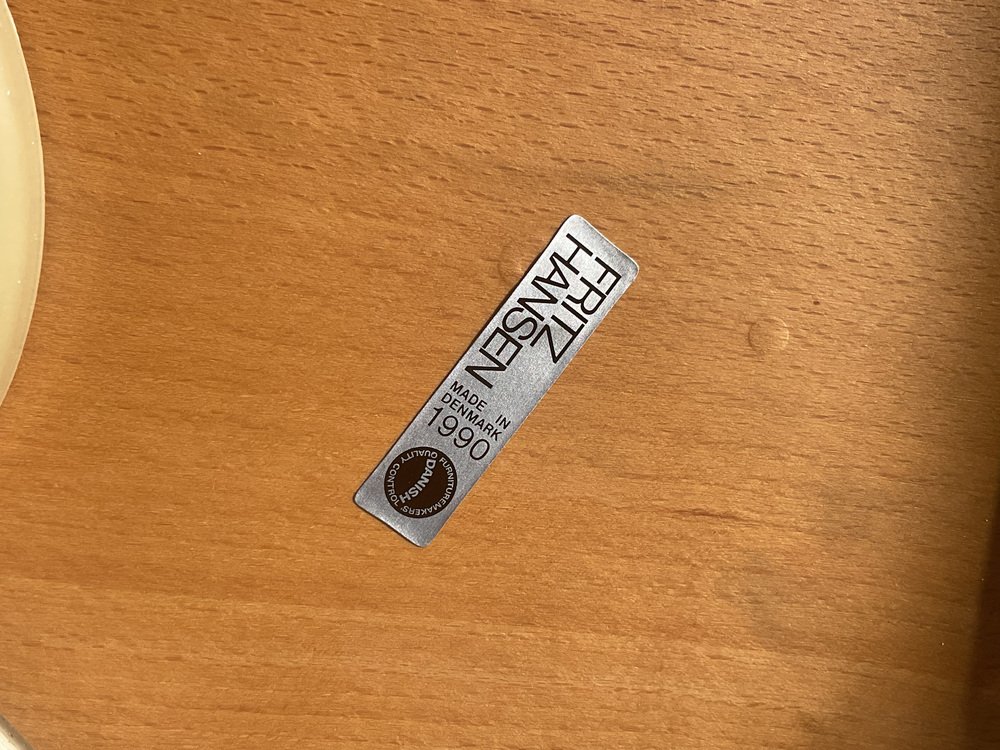 FRITZ
HANSEN
MADE IN
DENMARK
1990
DANISH
FURNITUREMAKERS'
QUALITY CONTROL